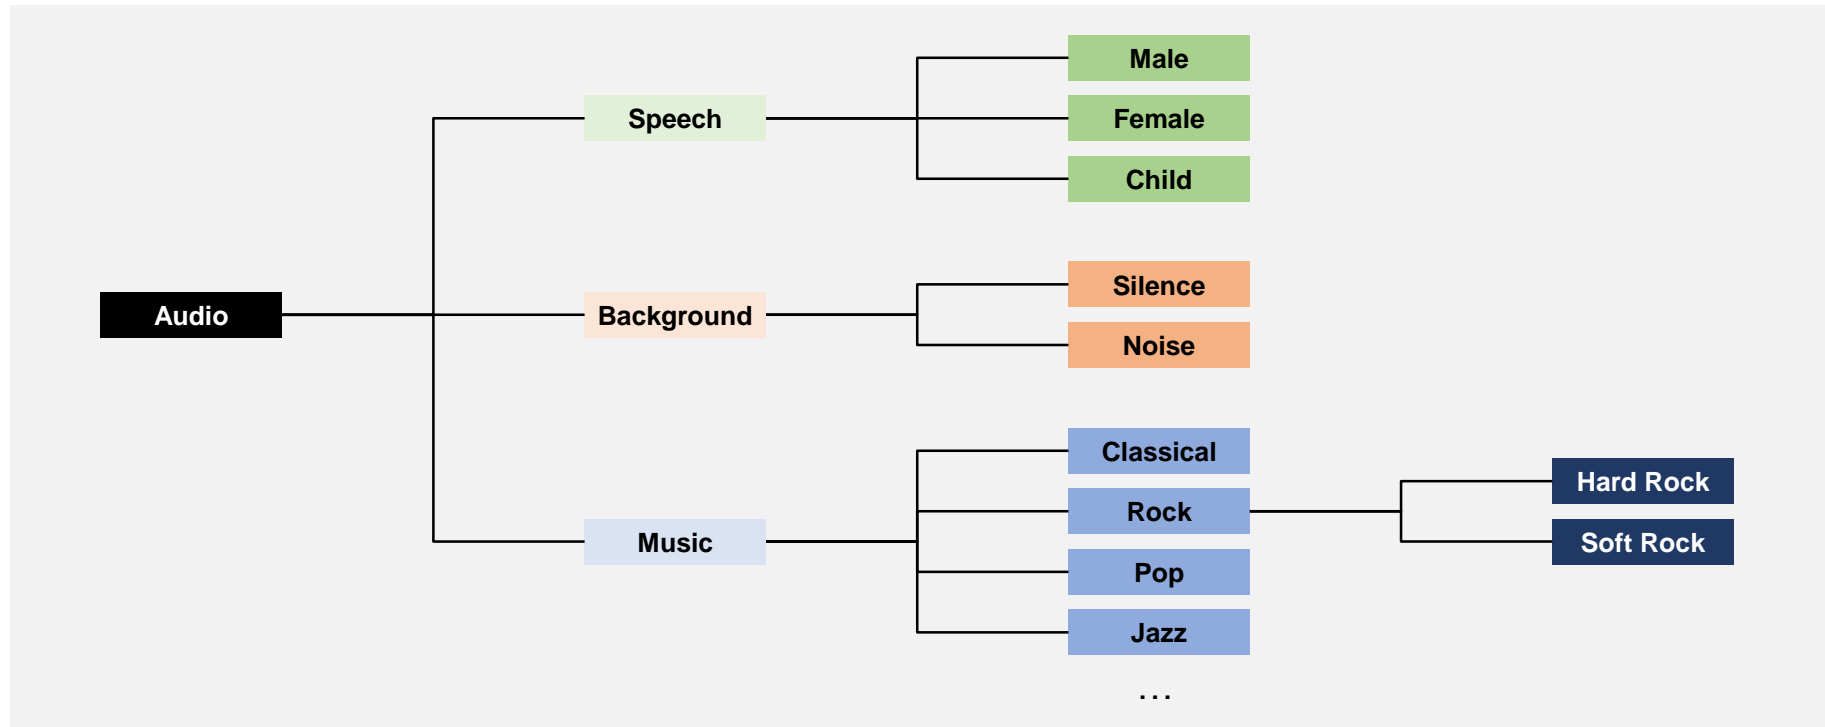 Audio
Speech
Male
Female
Child
Background
Silence
Noise
Music
Classical
Rock
Pop
Jazz
...
Hard Rock
Soft Rock